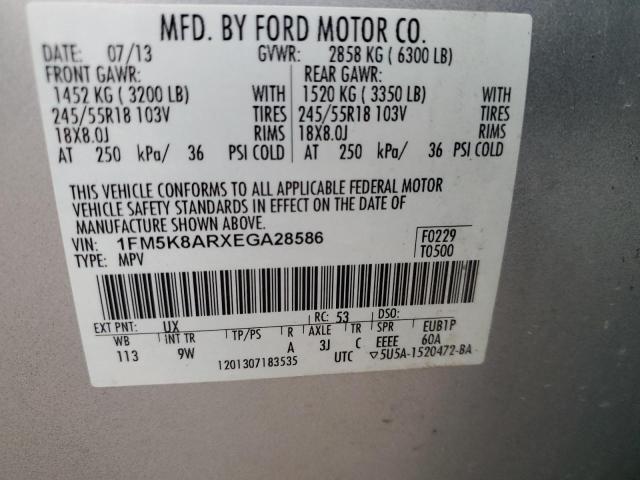 MFD. BY FORD MOTOR CO.
DATE: 07/13 GVWR: 2858 KG ( 6300 LB)
FRONT GAWR: REAR GAWR:
1452 KG ( 3200 LB) WITH 1520 KG ( 3350 LB) WITH
245/55R18 103V TIRES 245/55R18 103V TIRES
18X8.0J RIMS 18X8.0J RIMS
AT 250 kPa/ 36 PSI COLD AT 250 kPa/ 36 PSI COLD
THIS VEHICLE CONFORMS TO ALL APPLICABLE FEDERAL MOTOR
VEHICLE SAFETY STANDARDS IN EFFECT ON THE DATE OF
MANUFACTURE SHOWN ABOVE.
VIN: 1FM5K8ARXEGA28586 F0229
TYPE: MPV T0500
EXT PNT: UX RC: 53 DSO:
WB INT TR TP/PS R AXLE TR SPR EUB1P
113 9W A 3J C EEEE 60A
1201307183535 UTC ▽5U5A-1520472-BA